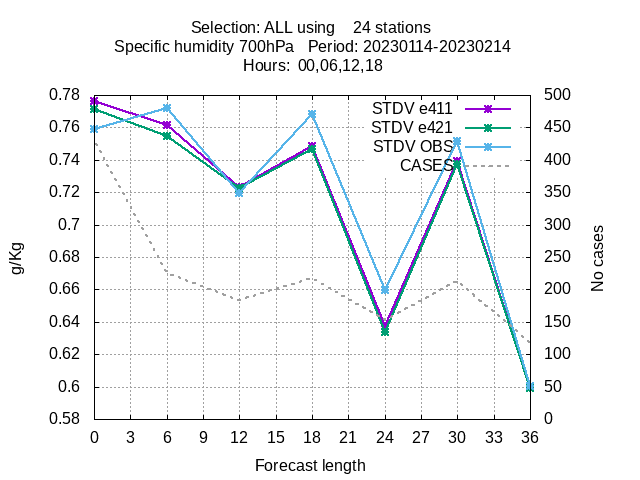 Selection: ALL using    24 stations
Specific humidity 700hPa   Period: 20230114-20230214
Hours:  00,06,12,18
0.78
0.76
0.74
0.72
0.7
0.68
0.66
0.64
0.62
0.6
0.58
g/Kg
STDV e411
STDV e421
STDV OBS
CASES
500
450
400
350
300
250
200
150
100
50
0
No cases
0 3 6 9 12 15 18 21 24 27 30 33 36
Forecast length